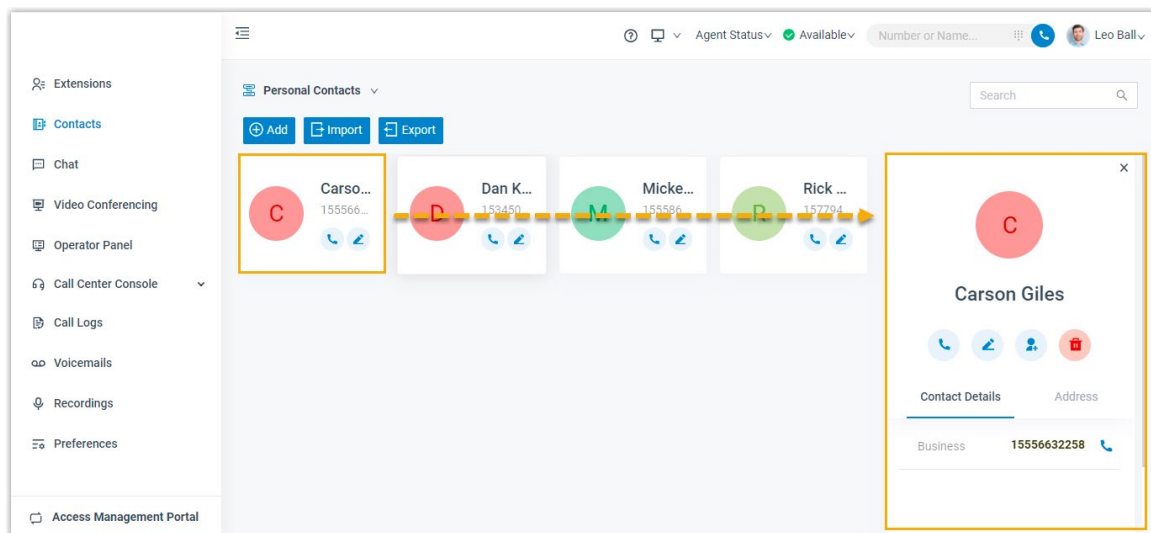 Agent Status
Available
Number or Name...
Leo Ball
Extensions
Contacts
Chat
Video Conferencing
Operator Panel
Call Center Console
Call Logs
Voicemails
Recordings
Preferences
Access Management Portal
Personal Contacts
Search
Add
Import
Export
C
Carso...
155566...
D
Dan K...
153450
M
Micke...
155586
R
Rick ...
157794
C
Carson Giles
Contact Details
Address
Business
15556632258